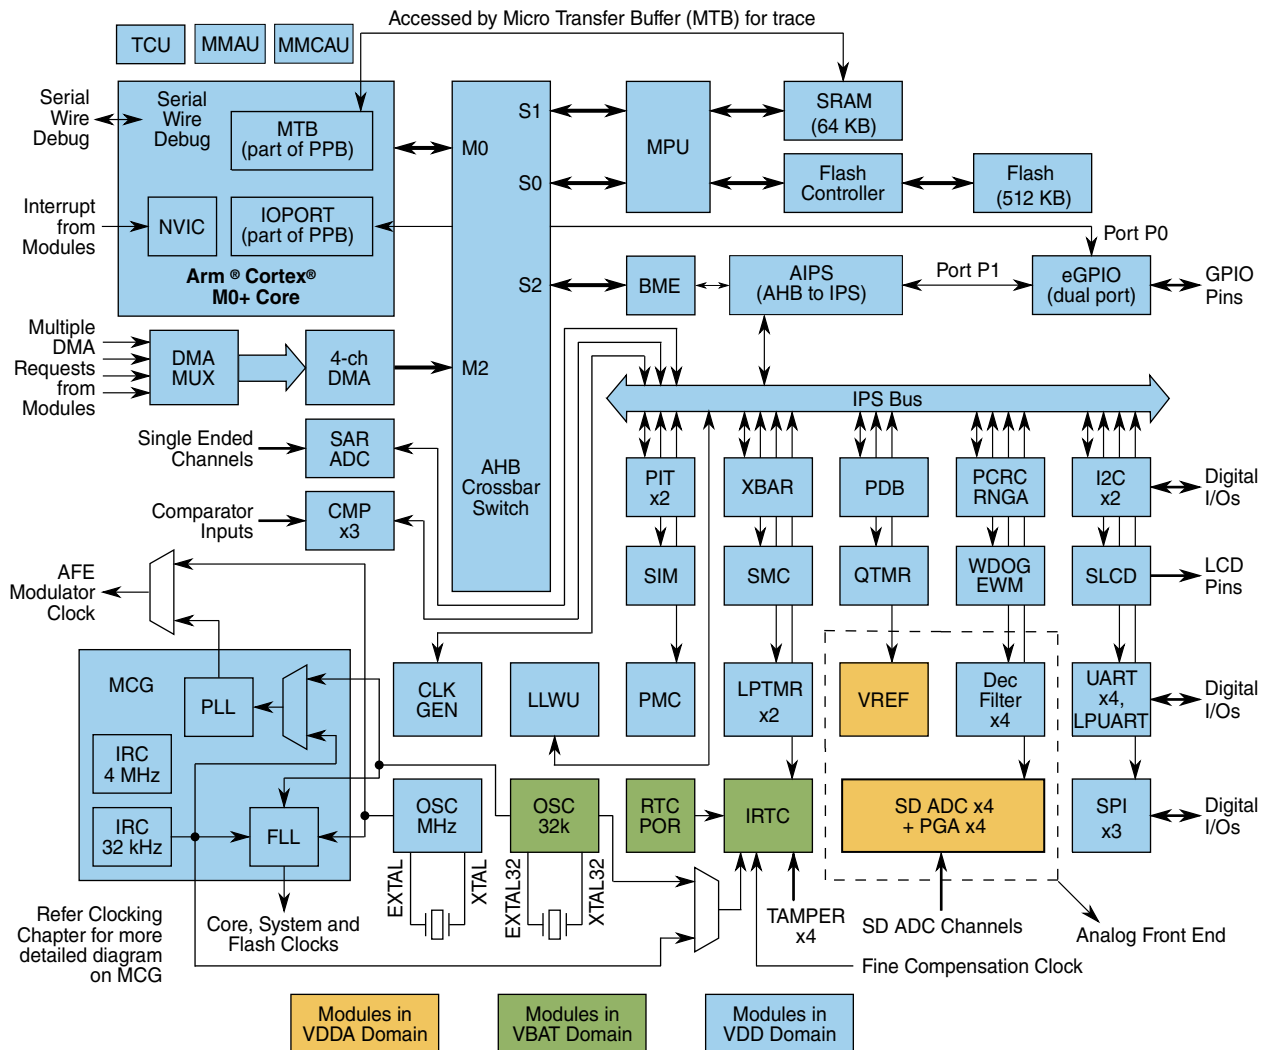 Accessed by Micro Transfer Buffer (MTB) for trace
TCU
MMAU
MMCAU
Serial
Wire
Debug
Serial
Wire
Debug
MTB
(part of PPB)
M0
S1
MPU
SRAM
(64 KB)
S0
Flash
Controller
Flash
(512 KB)
Interrupt
from
Modules
NVIC
IOPORT
(part of PPB)
Arm ® Cortex®
M0+ Core
Port P0
S2
BME
AIPS
(AHB to IPS)
Port P1
eGPIO
(dual port)
GPIO
Pins
Multiple
DMA
Requests
from
Modules
DMA
MUX
4-ch
DMA
M2
IPS Bus
Single Ended
Channels
SAR
ADC
AHB
Crossbar
Switch
PIT
x2
XBAR
PDB
PCRC
RNGA
I2C
x2
Digital
I/Os
Comparator
Inputs
CMP
x3
AFE
Modulator
Clock
SIM
SMC
QTMR
WDOG
EWM
SLCD
LCD
Pins
MCG
PLL
CLK
GEN
LLWU
PMC
LPTMR
x2
VREF
Dec
Filter
x4
UART
x4,
LPUART
Digital
I/Os
IRC
4 MHz
IRC
32 kHz
FLL
OSC
MHz
OSC
32k
RTC
POR
IRTC
SD ADC x4
+ PGA x4
SPI
x3
Digital
I/Os
EXTAL
XTAL
EXTAL32
XTAL32
Refer Clocking
Chapter for more
detailed diagram
on MCG
Core, System and
Flash Clocks
TAMPER
x4
SD ADC Channels
Analog Front End
Fine Compensation Clock
Modules in
VDDA Domain
Modules in
VBAT Domain
Modules in
VDD Domain